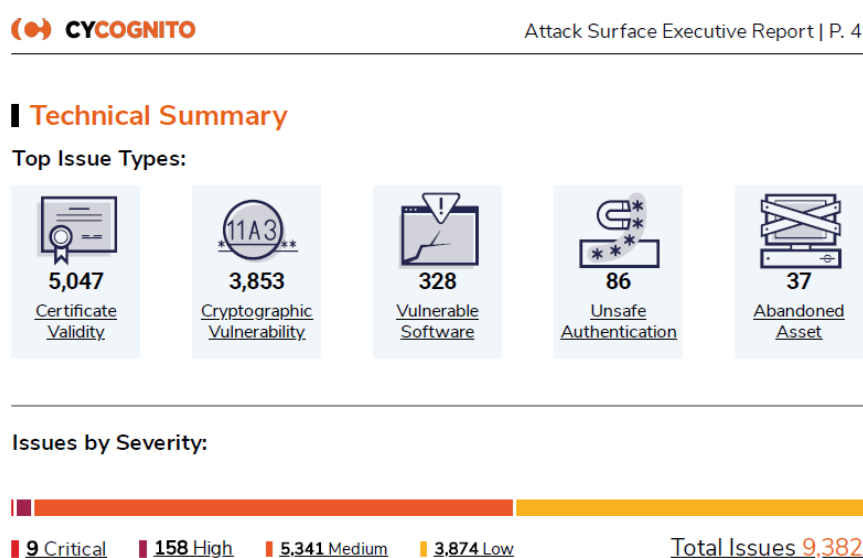 CYCOGNITO
Attack Surface Executive Report | P. 4
Technical Summary
Top Issue Types:
11A3
5,047
Certificate
Validity
3,853
Cryptographic
Vulnerability
328
Vulnerable
Software
86
Unsafe
Authentication
37
Abandoned
Asset
Issues by Severity:
9 Critical
158 High
5,341 Medium
3,874 Low
Total Issues 9,382